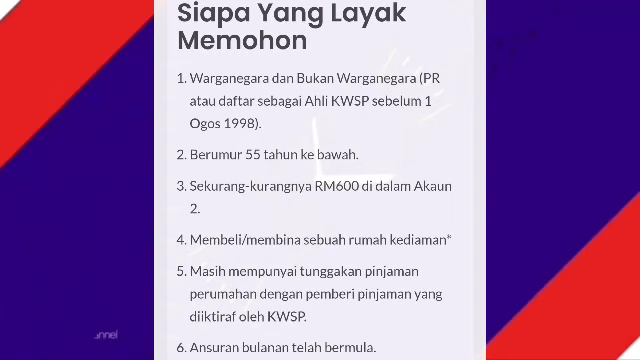 Siapa Yang Layak
Memohon
1. Warganegara dan Bukan Warganegara (PR
atau daftar sebagai Ahli KWSP sebelum 1
Ogos 1998).
2. Berumur 55 tahun ke bawah.
3. Sekurang-kurangnya RM600 di dalam Akaun
2.
4. Membeli/membina sebuah rumah kediaman*
5. Masih mempunyai tunggakan pinjaman
perumahan dengan pemberi pinjaman yang
diiktiraf oleh KWSP.
6. Ansuran bulanan telah bermula.